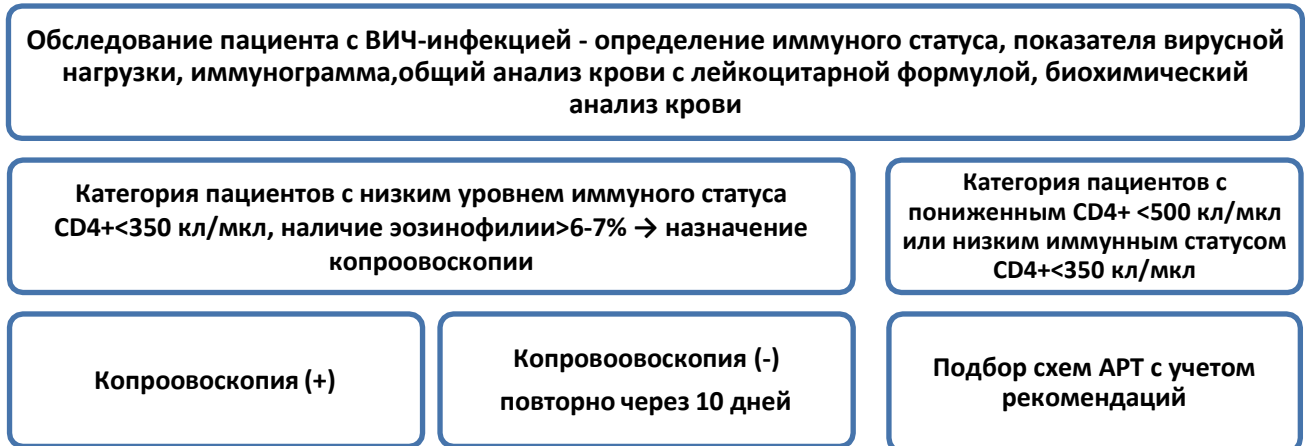 Обследование пациента с ВИЧ-инфекцией - определение иммуного статуса, показателя вирусной
нагрузки, иммунограмма,общий анализ крови с лейкоцитарной формулой, биохимический
анализ крови
Категория пациентов с низким уровнем иммуного статуса
CD4+<350 кл/мкл, наличие эозинофилии>6-7% → назначение
копроовоскопии
Категория пациентов с
пониженным CD4+ <500 кл/мкл
или низким иммунным статусом
CD4+<350 кл/мкл
Копроовоскопия (+)
Копровоовоскопия (-)
повторно через 10 дней
Подбор схем АРТ с учетом
рекомендаций